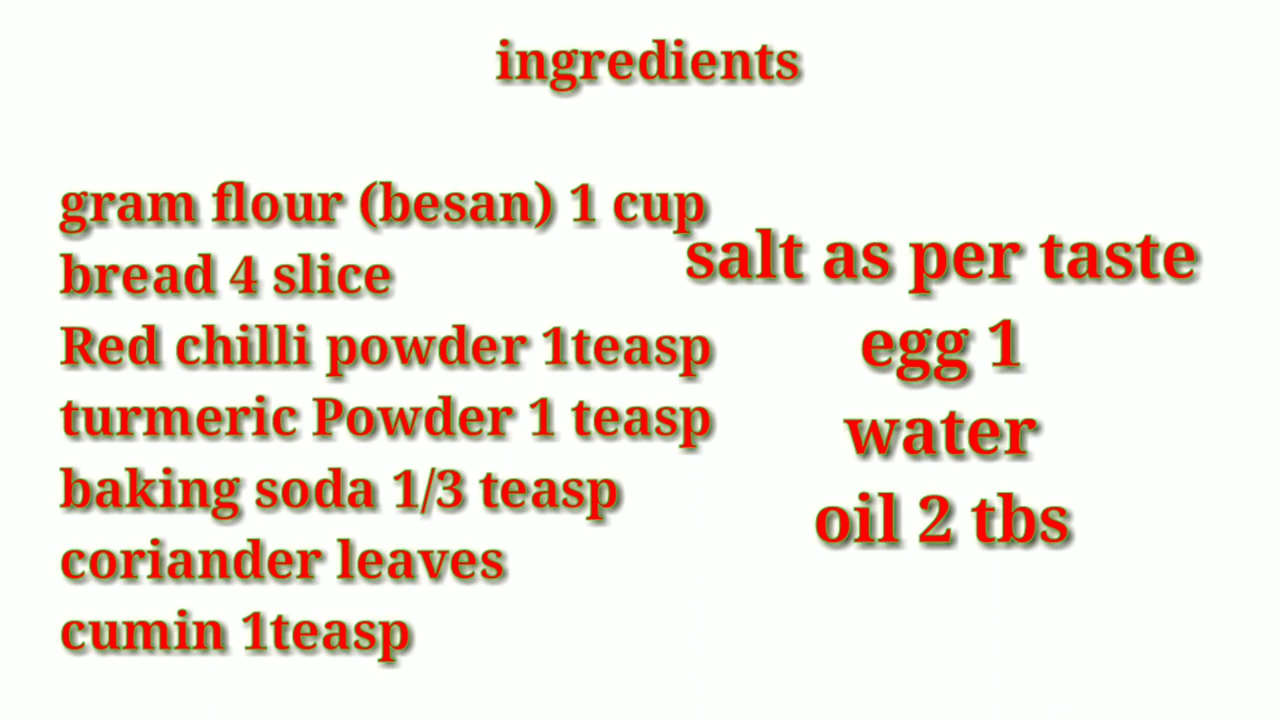 ingredients
gram flour (besan) 1 cup
bread 4 slice
Red chilli powder 1teasp
turmeric Powder 1 teasp
baking soda 1/3 teasp
coriander leaves
cumin 1teasp
salt as per taste
egg 1
water
oil 2 tbs